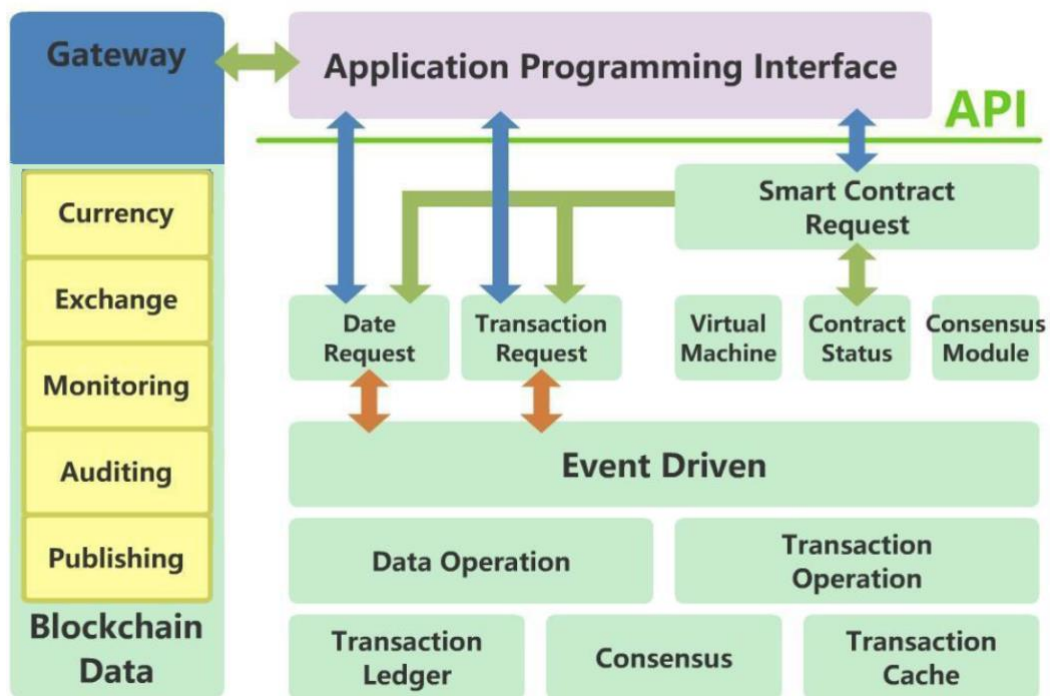 Gateway
Application Programming Interface
API
Currency
Exchange
Monitoring
Auditing
Publishing
Blockchain
Data
Smart Contract
Request
Date
Request
Transaction
Request
Virtual
Machine
Contract
Status
Consensus
Module
Event Driven
Data Operation
Transaction
Operation
Transaction
Ledger
Consensus
Transaction
Cache